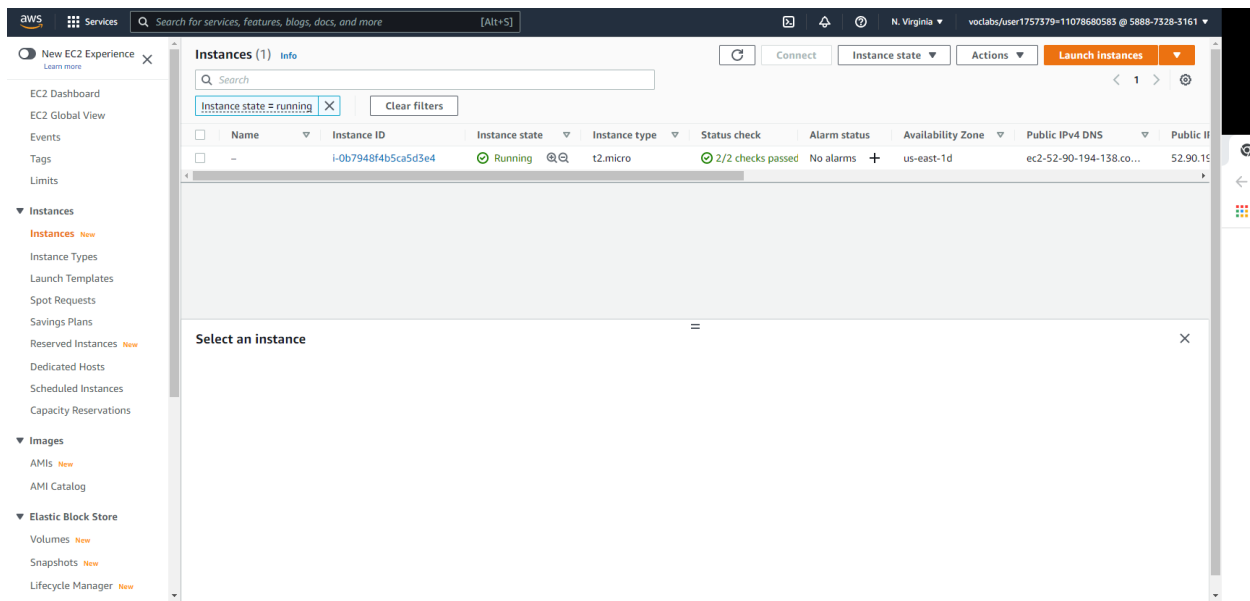 aws Services Search for services, features, blogs, docs, and more [Alt+S] N. Virginia ▼ voclabs/user1757379=11078680583 @ 5888-7328-3161 ▼
New EC2 Experience
Learn more
EC2 Dashboard
EC2 Global View
Events
Tags
Limits
Instances
Instances New
Instance Types
Launch Templates
Spot Requests
Savings Plans
Reserved Instances New
Dedicated Hosts
Scheduled Instances
Capacity Reservations
Images
AMIs New
AMI Catalog
Elastic Block Store
Volumes New
Snapshots New
Lifecycle Manager New
Instances (1) Info Connect Instance state ▼ Actions ▼ Launch instances ▼
Search < 1 >
Instance state = running Clear filters
Name Instance ID Instance state Instance type Status check Alarm status Availability Zone Public IPv4 DNS Public IP
– i-0b7948f4b5ca5d3e4 Running t2.micro 2/2 checks passed No alarms + us-east-1d ec2-52-90-194-138.co... 52.90.19
Select an instance